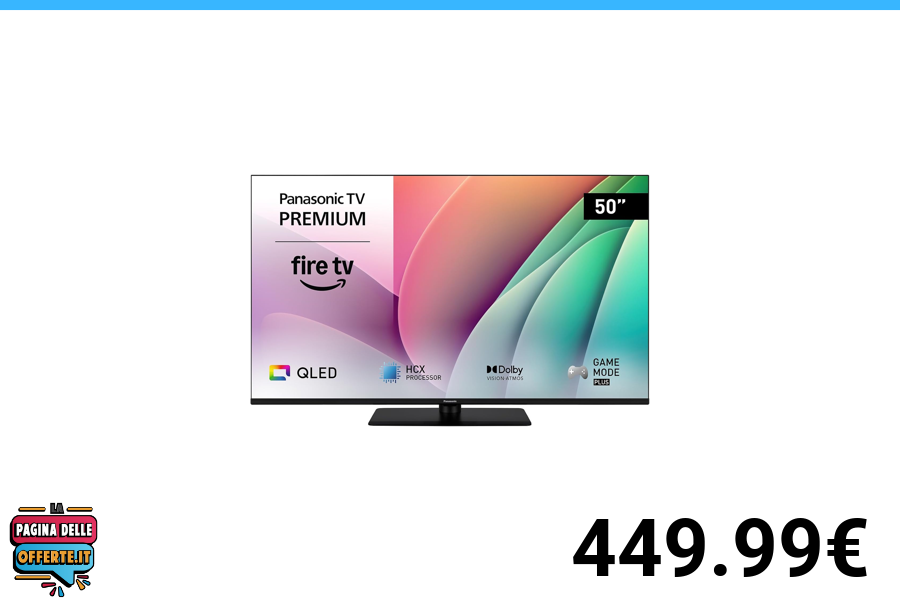 Panasonic TV
PREMIUM
fire tv
50”
QLED
HCX
PROCESSOR
Dolby
VISION·ATMOS
GAME
MODE
PLUS
Panasonic
LA
PAGINA DELLE
OFFERTE.IT
449.99€